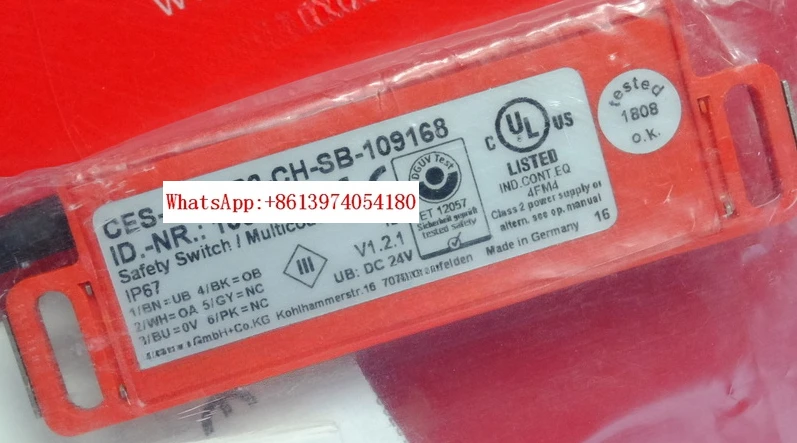 CH-SB-109168
ID.-NR.:
Safety Switch / 
IP67
1/BN=UB 4/BK=OB
2/WH=OA 5/GY=NC
3/BU=0V 6/PK=NC
GmbH+Co.KG Kohlhammerstr.16
III
V1.2.1
UB: DC 24V
DGUV Test
ET 12057
Sicherheit geprüft
tested safety
C UL US
LISTED
IND.CONT.EQ
4FM4
Class 2 power supply or
altern. see op. manual
Made in Germany 16
tested
1808
o.k.
WhatsApp:+8613974054180